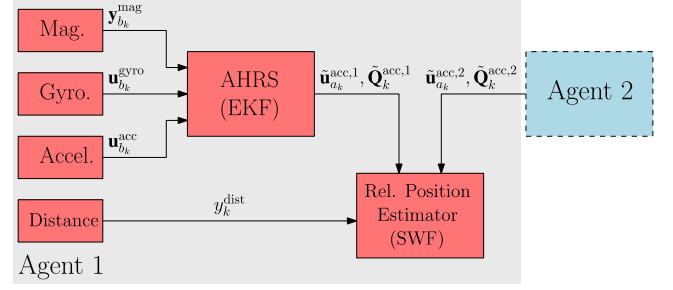 Mag.
𝐲_{b_k}^{mag}
Gyro.
𝐮_{b_k}^{gyro}
Accel.
𝐮_{b_k}^{acc}
AHRS
(EKF)
𝐮̃_{a_k}^{acc,1}, 𝐐̃_k^{acc,1}
𝐮̃_{a_k}^{acc,2}, 𝐐̃_k^{acc,2}
Agent 2
Distance
y_k^{dist}
Rel. Position
Estimator
(SWF)
Agent 1